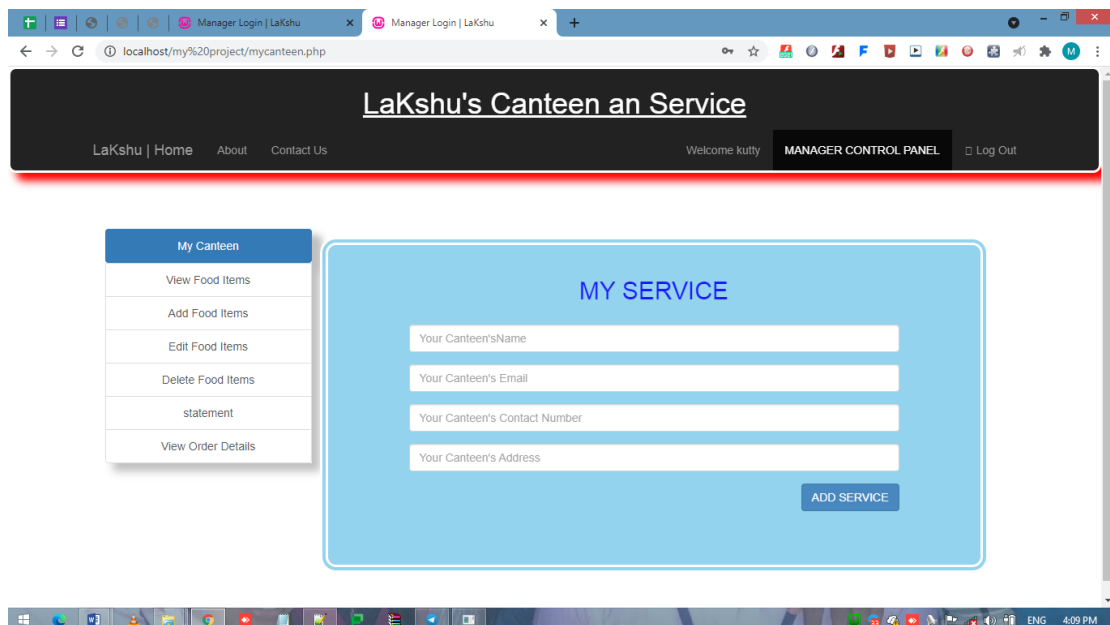 Manager Login | LaKshu
Manager Login | LaKshu
localhost/my%20project/mycanteen.php
M
LaKshu's Canteen an Service
LaKshu | Home About Contact Us Welcome kutty MANAGER CONTROL PANEL Log Out
My Canteen
View Food Items
Add Food Items
Edit Food Items
Delete Food Items
statement
View Order Details
MY SERVICE
Your Canteen'sName
Your Canteen's Email
Your Canteen's Contact Number
Your Canteen's Address
ADD SERVICE
ENG 4:09 PM